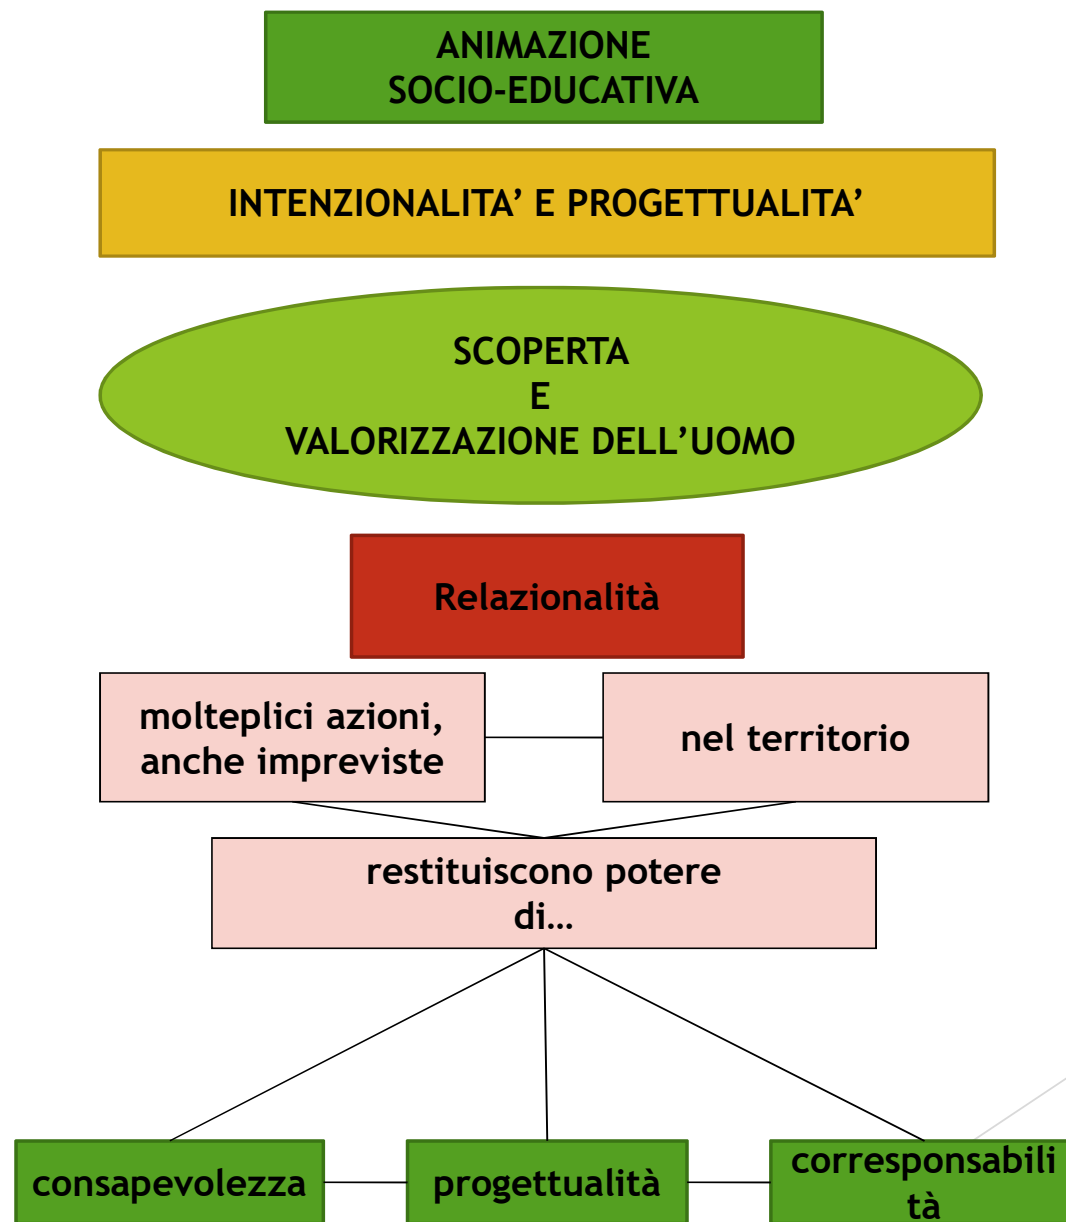 ANIMAZIONE
SOCIO-EDUCATIVA
INTENZIONALITA’ E PROGETTUALITA’
SCOPERTA
E
VALORIZZAZIONE DELL’UOMO
Relazionalità
molteplici azioni,
anche impreviste
nel territorio
restituiscono potere
di…
consapevolezza
progettualità
corresponsabili
tà